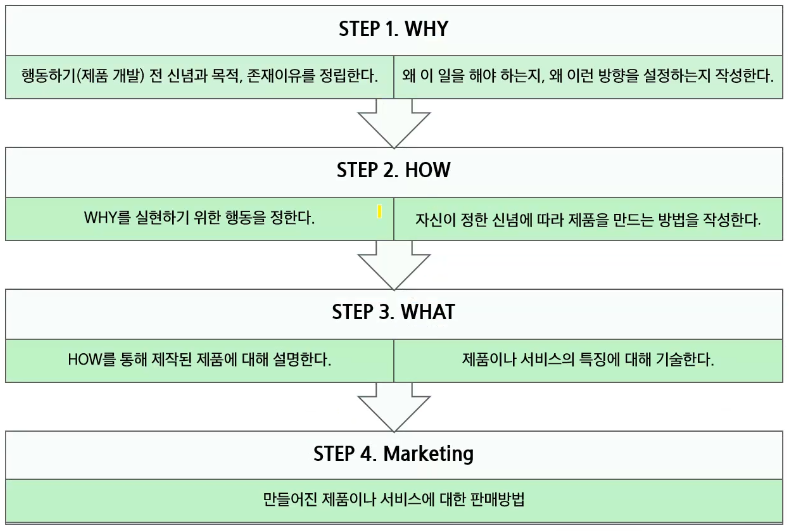 STEP 1. WHY
행동하기(제품 개발) 전 신념과 목적, 존재이유를 정립한다.
왜 이 일을 해야 하는지, 왜 이런 방향을 설정하는지 작성한다.
STEP 2. HOW
WHY를 실현하기 위한 행동을 정한다.
자신이 정한 신념에 따라 제품을 만드는 방법을 작성한다.
STEP 3. WHAT
HOW를 통해 제작된 제품에 대해 설명한다.
제품이나 서비스의 특징에 대해 기술한다.
STEP 4. Marketing
만들어진 제품이나 서비스에 대한 판매방법